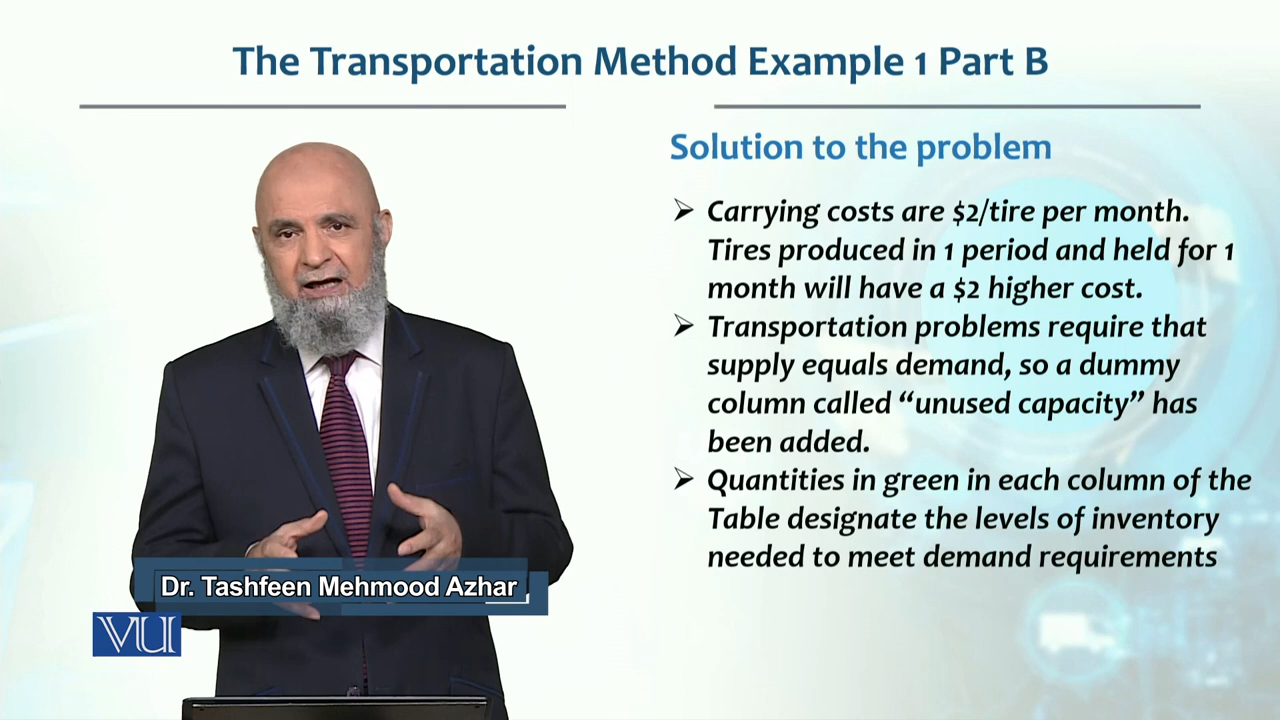 The Transportation Method Example 1 Part B
Solution to the problem
➢ Carrying costs are $2/tire per month.
Tires produced in 1 period and held for 1
month will have a $2 higher cost.
➢ Transportation problems require that
supply equals demand, so a dummy
column called “unused capacity” has
been added.
➢ Quantities in green in each column of the
Table designate the levels of inventory
needed to meet demand requirements
Dr. Tashfeen Mehmood Azhar
VU